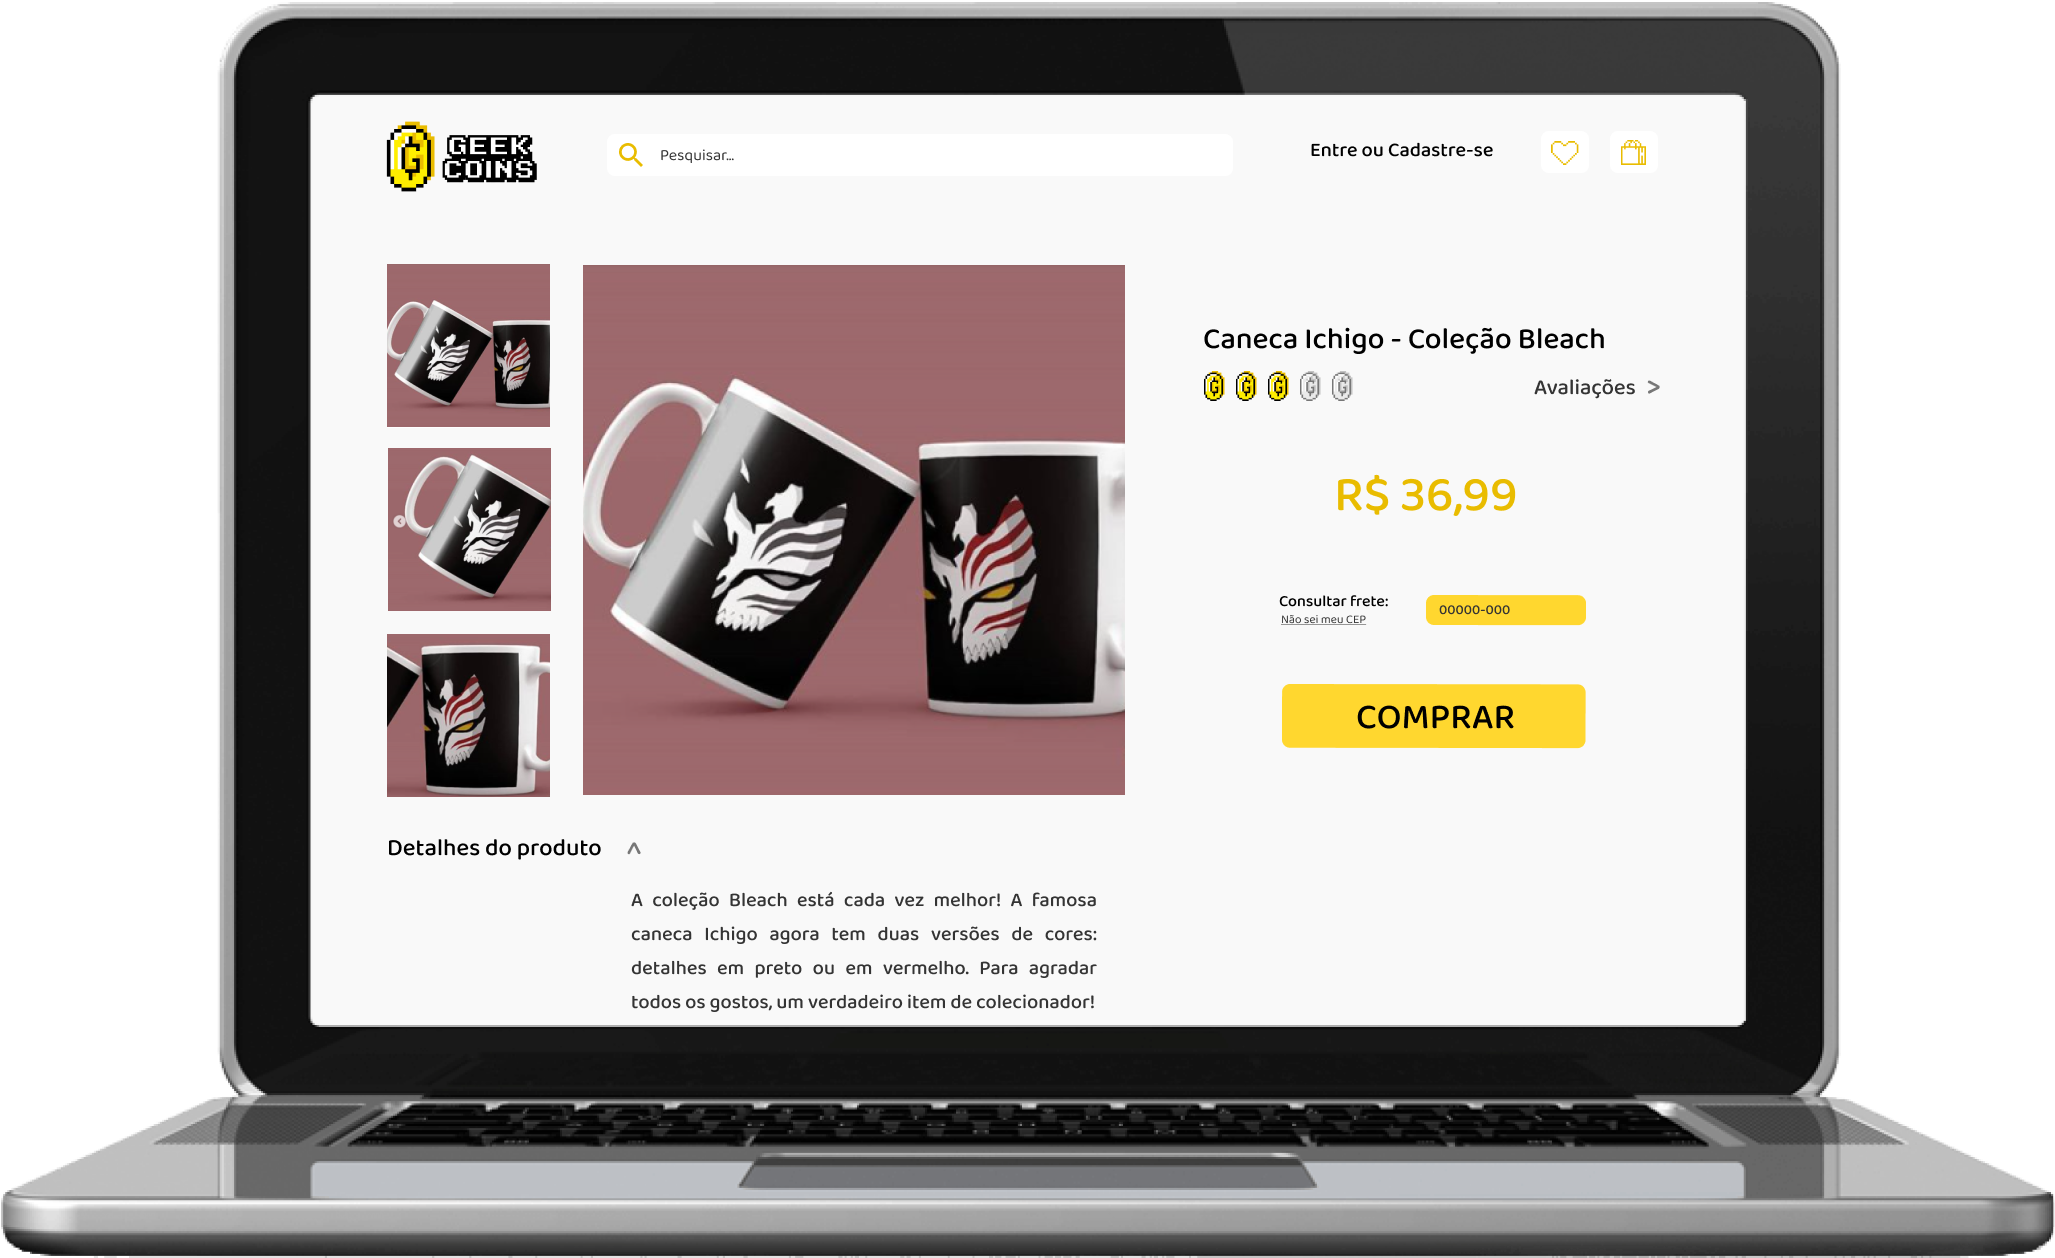 GEEK
COINS
Pesquisar...
Entre ou Cadastre-se
Caneca Ichigo - Coleção Bleach
Avaliações >
R$ 36,99
Consultar frete:
Não sei meu CEP
00000-000
COMPRAR
Detalhes do produto
A coleção Bleach está cada vez melhor! A famosa
caneca Ichigo agora tem duas versões de cores:
detalhes em preto ou em vermelho. Para agradar
todos os gostos, um verdadeiro item de colecionador!